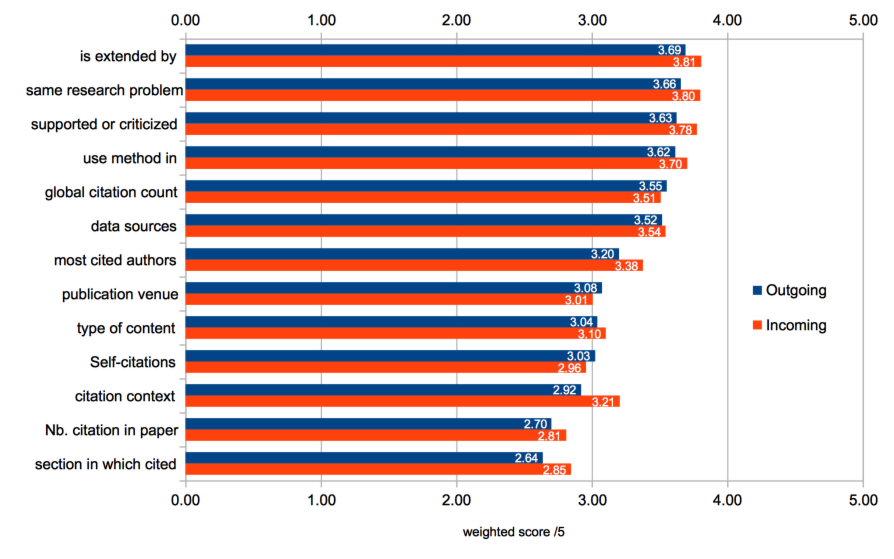 0.00 1.00 2.00 3.00 4.00 5.00
is extended by 3.69 3.81
same research problem 3.66 3.80
supported or criticized 3.63 3.78
use method in 3.62 3.70
global citation count 3.55 3.51
data sources 3.52 3.54
most cited authors 3.20 3.38
publication venue 3.08 3.01
Outgoing
type of content 3.04 3.10
Incoming
Self-citations 3.03 2.96
citation context 2.92 3.21
Nb. citation in paper 2.70 2.81
section in which cited 2.64 2.85
0.00 1.00 2.00 3.00 4.00 5.00
weighted score /5